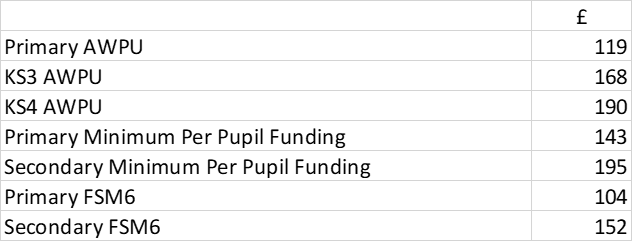 £
Primary AWPU 119
KS3 AWPU 168
KS4 AWPU 190
Primary Minimum Per Pupil Funding 143
Secondary Minimum Per Pupil Funding 195
Primary FSM6 104
Secondary FSM6 152